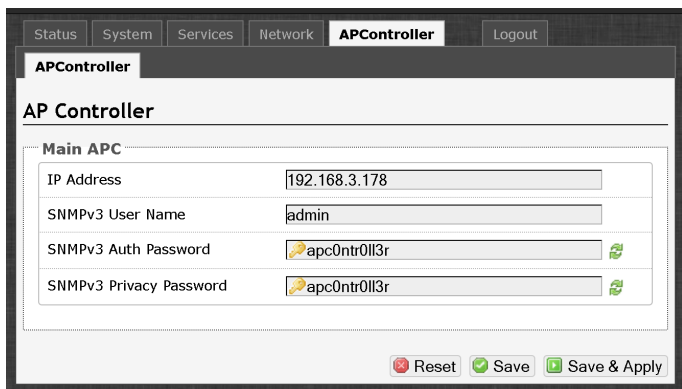 Status System Services Network APController Logout
APController
AP Controller
Main APC
IP Address 192.168.3.178
SNMPv3 User Name admin
SNMPv3 Auth Password apc0ntr0ll3r
SNMPv3 Privacy Password apc0ntr0ll3r
Reset Save Save & Apply